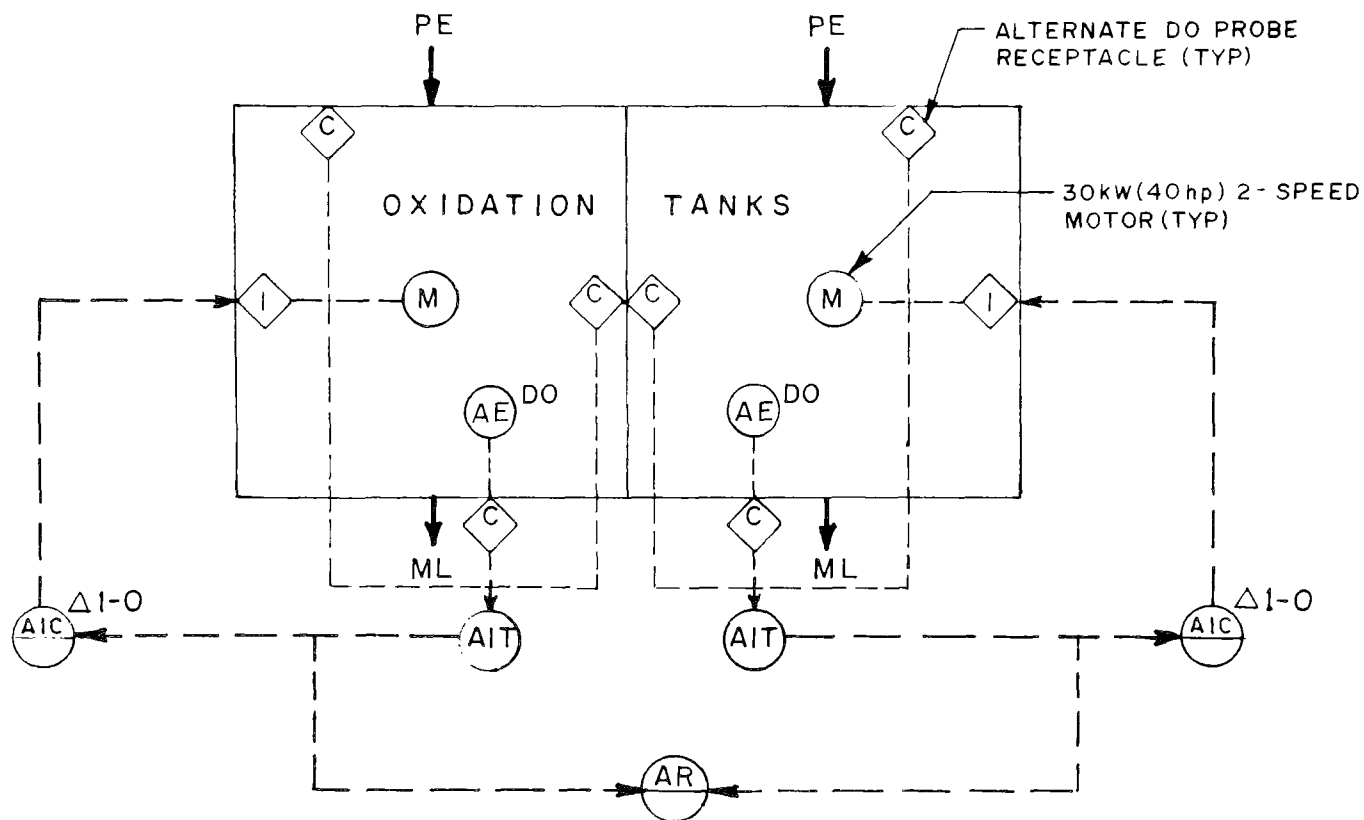 PE
PE
ALTERNATE DO PROBE
RECEPTACLE (TYP)
C
C
OXIDATION TANKS
30kW(40hp) 2-SPEED
MOTOR(TYP)
I
M
C
C
M
I
AE DO
AE DO
C
C
ML
ML
Δ1-0
Δ1-0
AIC
AIT
AIT
AIC
AR